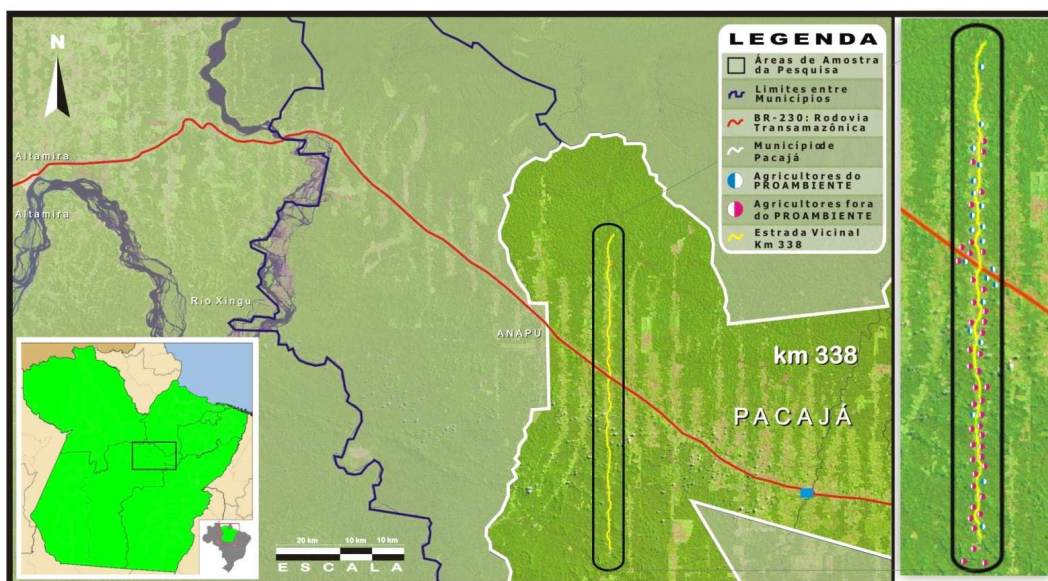 N
LEGENDA
Áreas de Amostra
da Pesquisa
Limites entre
Municípios
BR-230: Rodovia
Transamazônica
Municípiode
Pacajá
Agricultores do
PROAMBIENTE
Agricultores fora
do PROAMBIENTE
Estrada Vicinal
Km 338
Altamira
Altamira
Rio Xingu
ANAPU
km 338
PACAJÁ
20 km 10 km 10 km
ESCALA